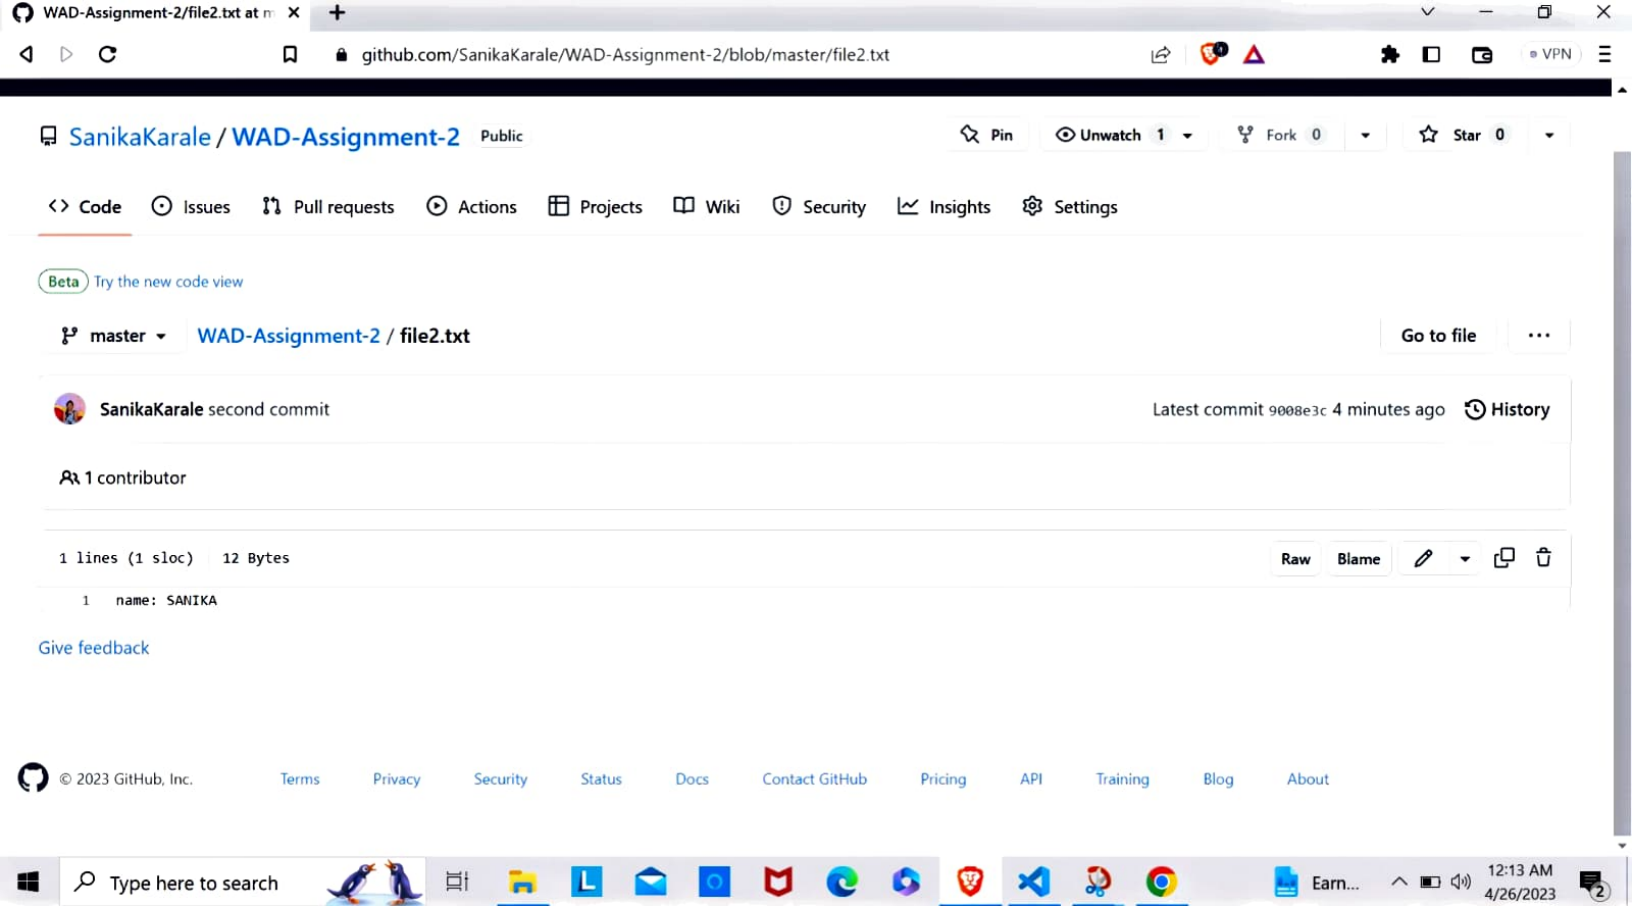 WAD-Assignment-2/file2.txt at m
github.com/SanikaKarale/WAD-Assignment-2/blob/master/file2.txt
1
VPN
SanikaKarale / WAD-Assignment-2 Public
Pin
Unwatch 1
Fork 0
Star 0
Code
Issues
Pull requests
Actions
Projects
Wiki
Security
Insights
Settings
Beta Try the new code view
master
WAD-Assignment-2 / file2.txt
Go to file
...
SanikaKarale second commit
Latest commit 9008e3c 4 minutes ago
History
1 contributor
1 lines (1 sloc) 12 Bytes
Raw
Blame
1 name: SANIKA
Give feedback
© 2023 GitHub, Inc.
Terms
Privacy
Security
Status
Docs
Contact GitHub
Pricing
API
Training
Blog
About
Type here to search
L
Earn...
12:13 AM
4/26/2023
2